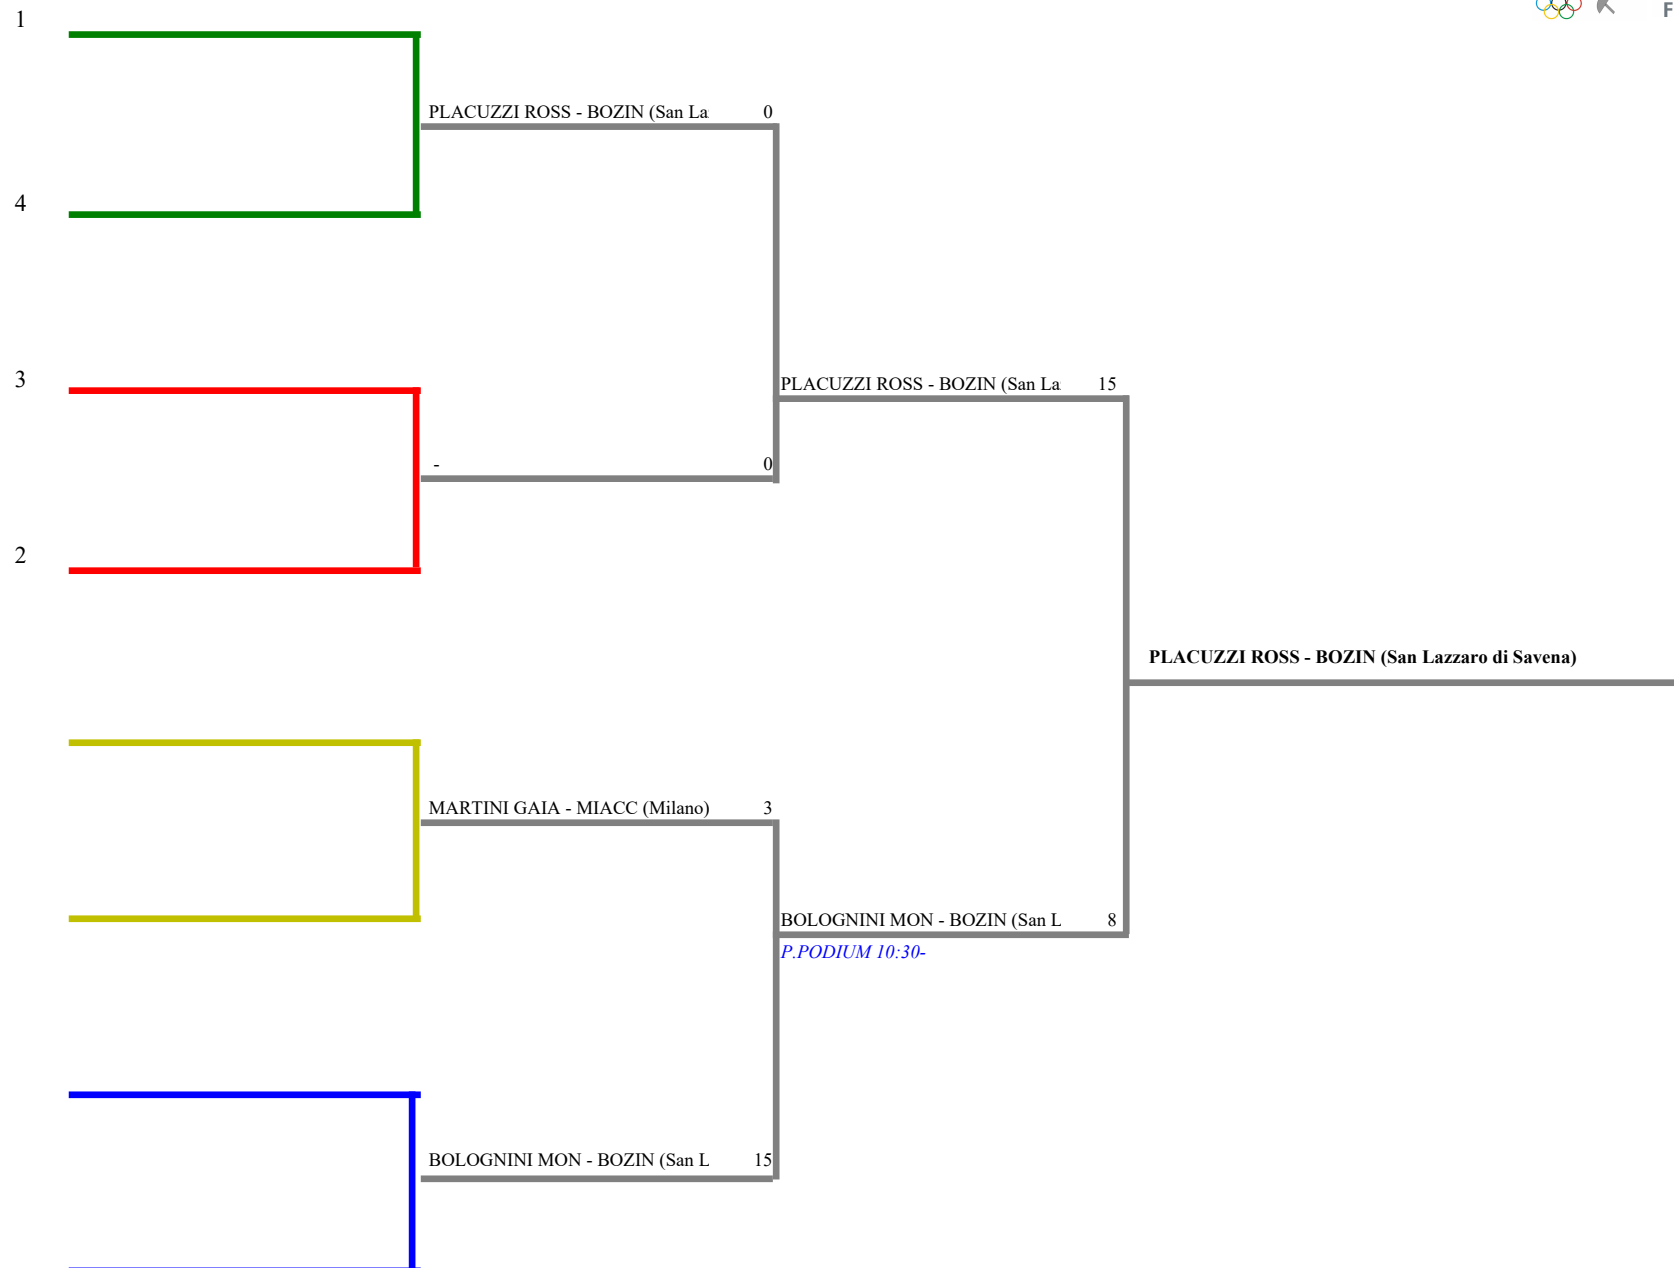 1
F
PLACUZZI ROSS - BOZIN (San La 0
4
3
PLACUZZI ROSS - BOZIN (San La 15
- 0
2
PLACUZZI ROSS - BOZIN (San Lazzaro di Savena)
MARTINI GAIA - MIACC (Milano) 3
BOLOGNINI MON - BOZIN (San L 8
P.PODIUM 10:30-
BOLOGNINI MON - BOZIN (San L 15